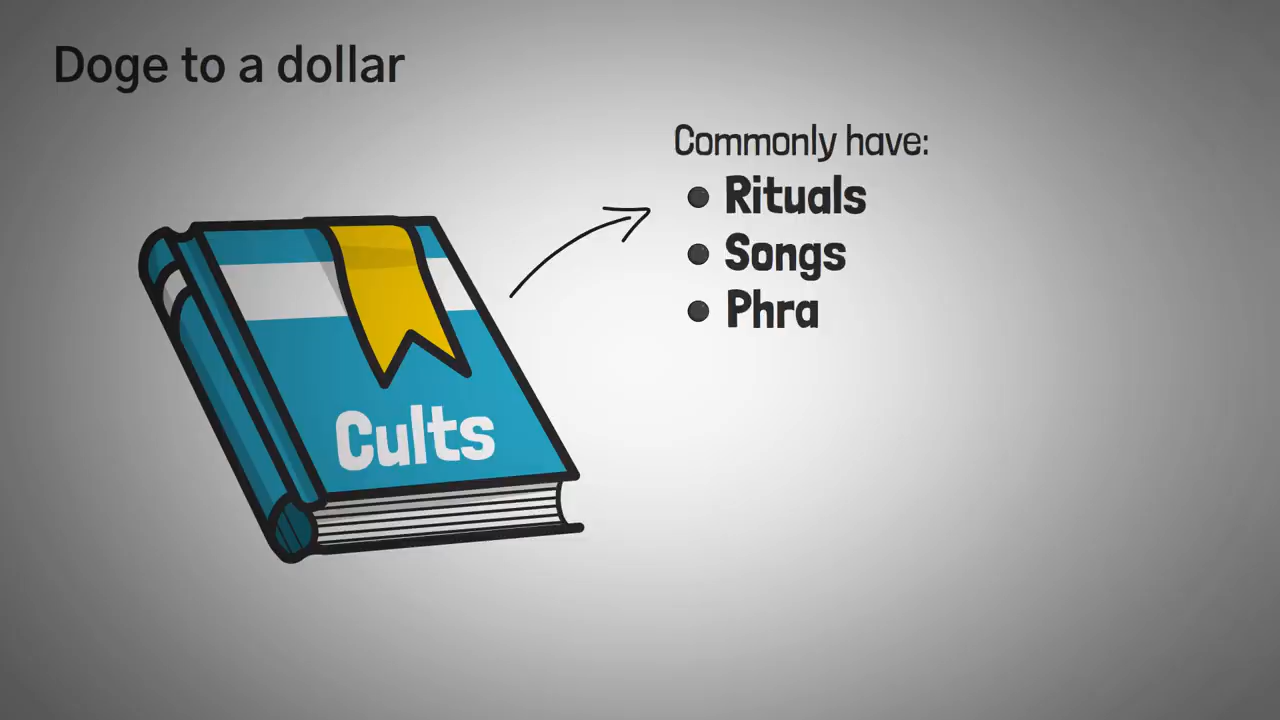 Doge to a dollar
Commonly have:
Rituals
Songs
Phra
Cults